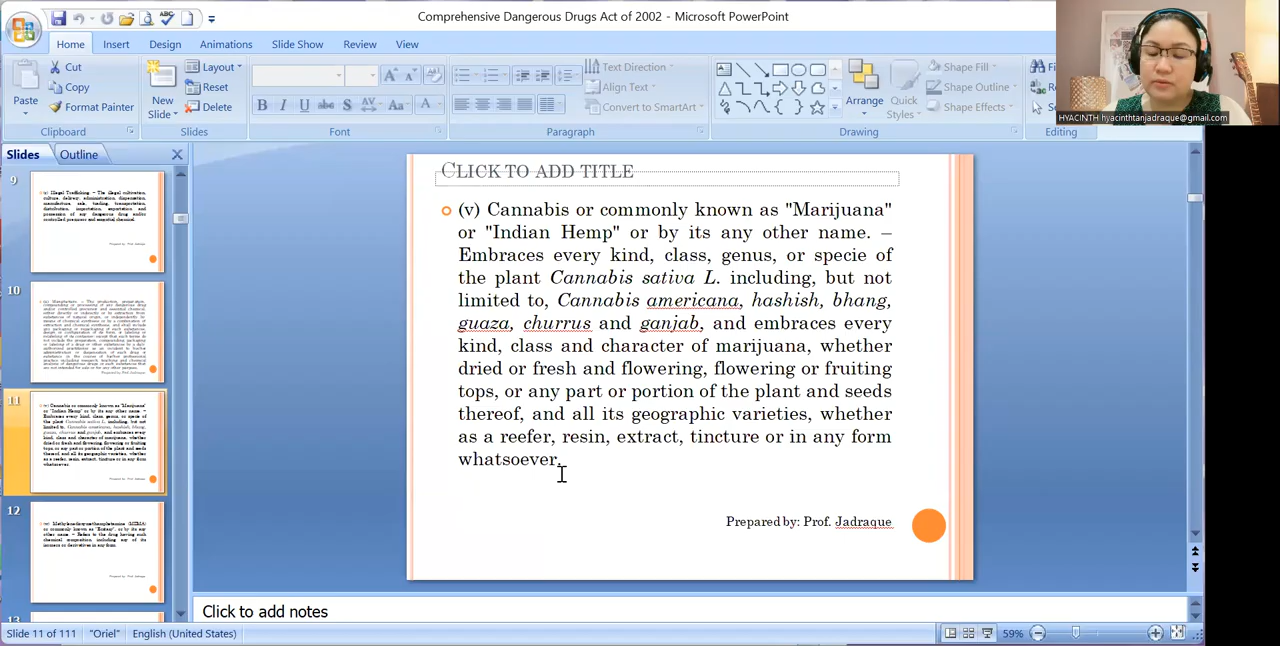 Comprehensive Dangerous Drugs Act of 2002 - Microsoft PowerPoint
Home Insert Design Animations Slide Show Review View
Paste
Cut
Copy
Format Painter
Clipboard
New Slide
Layout
Reset
Delete
Slides
B I U abc S AV Aa A
Font
Text Direction
Align Text
Convert to SmartArt
Paragraph
Arrange
Quick Styles
Shape Fill
Shape Outline
Shape Effects
Drawing
Editing
HYACINTH hyacinthtanjadraque@gmail.com
Slides Outline
9
10
11
12
13
CLICK TO ADD TITLE
(v) Cannabis or commonly known as "Marijuana"
or "Indian Hemp" or by its any other name. –
Embraces every kind, class, genus, or specie of
the plant Cannabis sativa L. including, but not
limited to, Cannabis americana, hashish, bhang,
guaza, churrus and ganjab, and embraces every
kind, class and character of marijuana, whether
dried or fresh and flowering, flowering or fruiting
tops, or any part or portion of the plant and seeds
thereof, and all its geographic varieties, whether
as a reefer, resin, extract, tincture or in any form
whatsoever.
Prepared by: Prof. Jadraque
Click to add notes
Slide 11 of 111 "Oriel" English (United States) 59%